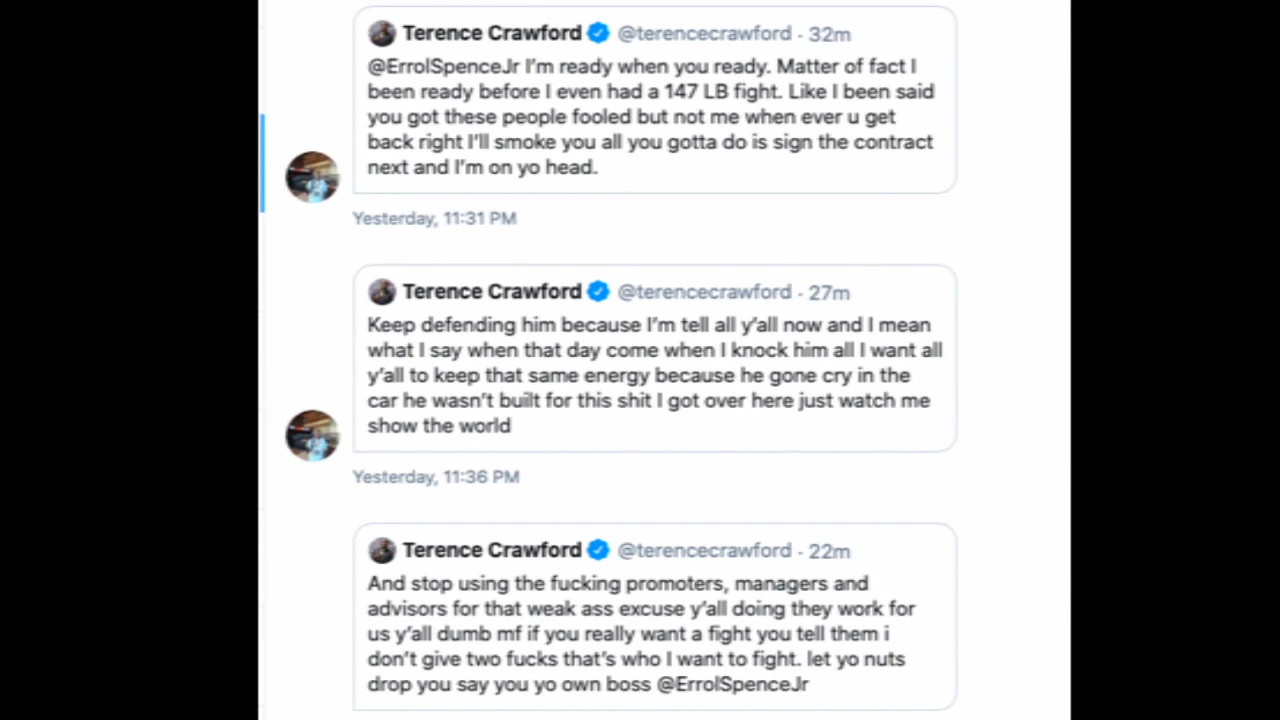 Terence Crawford @terencecrawford · 32m
@ErrolSpenceJr I'm ready when you ready. Matter of fact I
been ready before I even had a 147 LB fight. Like I been said
you got these people fooled but not me when ever u get
back right I'll smoke you all you gotta do is sign the contract
next and I'm on yo head.
Yesterday, 11:31 PM
Terence Crawford @terencecrawford · 27m
Keep defending him because I'm tell all y'all now and I mean
what I say when that day come when I knock him all I want all
y'all to keep that same energy because he gone cry in the
car he wasn't built for this shit I got over here just watch me
show the world
Yesterday, 11:36 PM
Terence Crawford @terencecrawford · 22m
And stop using the fucking promoters, managers and
advisors for that weak ass excuse y'all doing they work for
us y'all dumb mf if you really want a fight you tell them i
don't give two fucks that's who I want to fight. let yo nuts
drop you say you yo own boss @ErrolSpenceJr